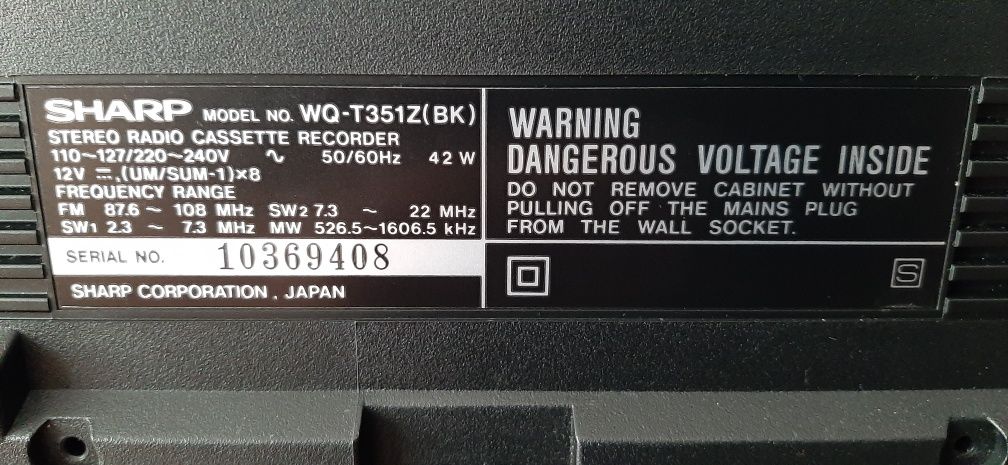 SHARP MODEL NO. WQ-T351Z(BK)
STEREO RADIO CASSETTE RECORDER
110~127/220~240V ∿ 50/60Hz 42W
12V ⎓,(UM/SUM-1)×8
FREQUENCY RANGE
FM 87.6~ 108 MHz SW2 7.3 ~ 22 MHz
SW1 2.3 ~ 7.3 MHz MW 526.5~1606.5 kHz
SERIAL NO. 10369408
SHARP CORPORATION, JAPAN
WARNING
DANGEROUS VOLTAGE INSIDE
DO NOT REMOVE CABINET WITHOUT
PULLING OFF THE MAINS PLUG
FROM THE WALL SOCKET.
S